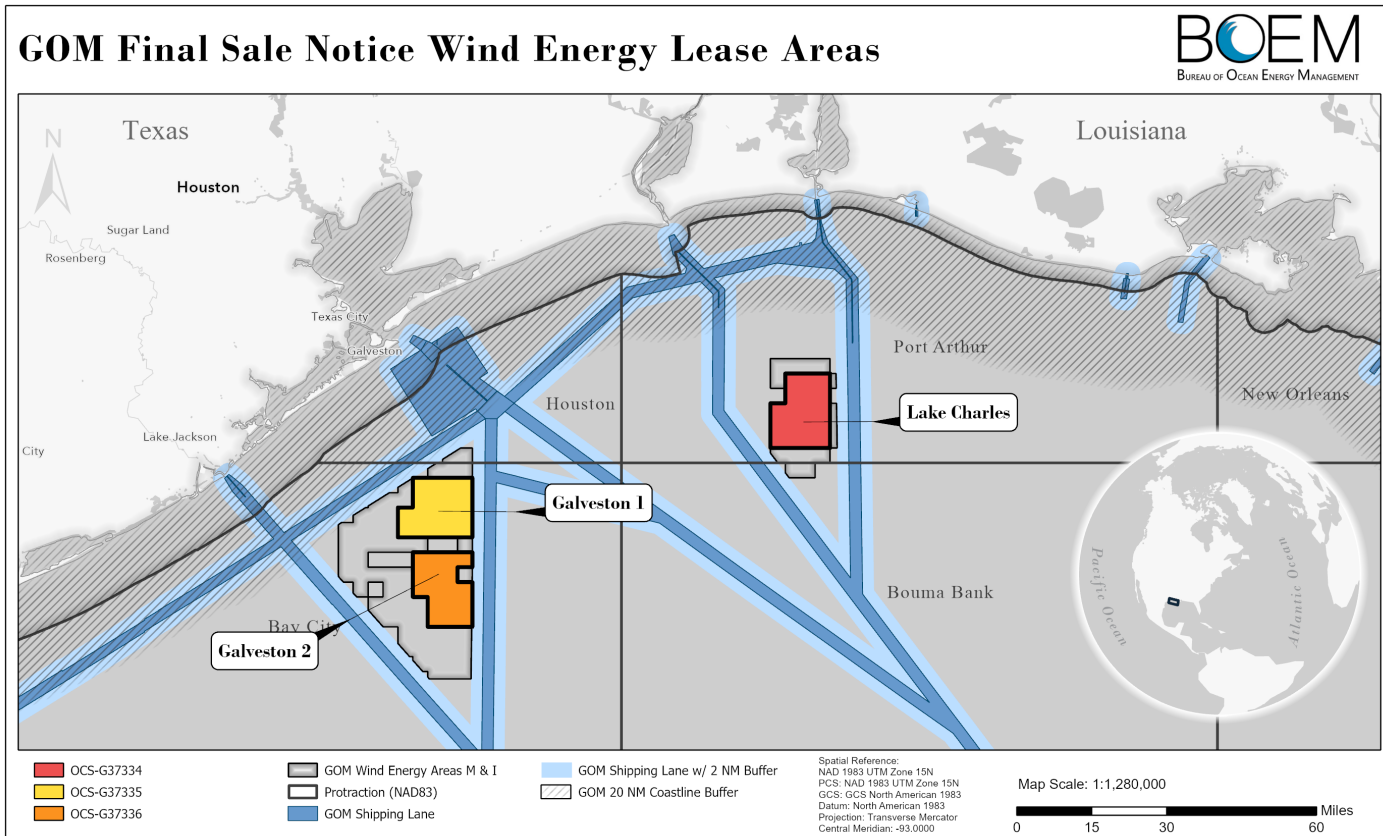 GOM Final Sale Notice Wind Energy Lease Areas
BOEM
BUREAU OF OCEAN ENERGY MANAGEMENT
N
Texas
Louisiana
Houston
Sugar Land
Rosenberg
Texas City
Galveston
Port Arthur
New Orleans
Houston
Lake Charles
Lake Jackson
City
Galveston 1
Bouma Bank
Bay City
Galveston 2
Pacific Ocean
Atlantic Ocean
OCS-G37334
OCS-G37335
OCS-G37336
GOM Wind Energy Areas M & I
Protraction (NAD83)
GOM Shipping Lane
GOM Shipping Lane w/ 2 NM Buffer
GOM 20 NM Coastline Buffer
Spatial Reference:
NAD 1983 UTM Zone 15N
PCS: NAD 1983 UTM Zone 15N
GCS: GCS North American 1983
Datum: North American 1983
Projection: Transverse Mercator
Central Meridian: -93.0000
Map Scale: 1:1,280,000
Miles
0 15 30 60